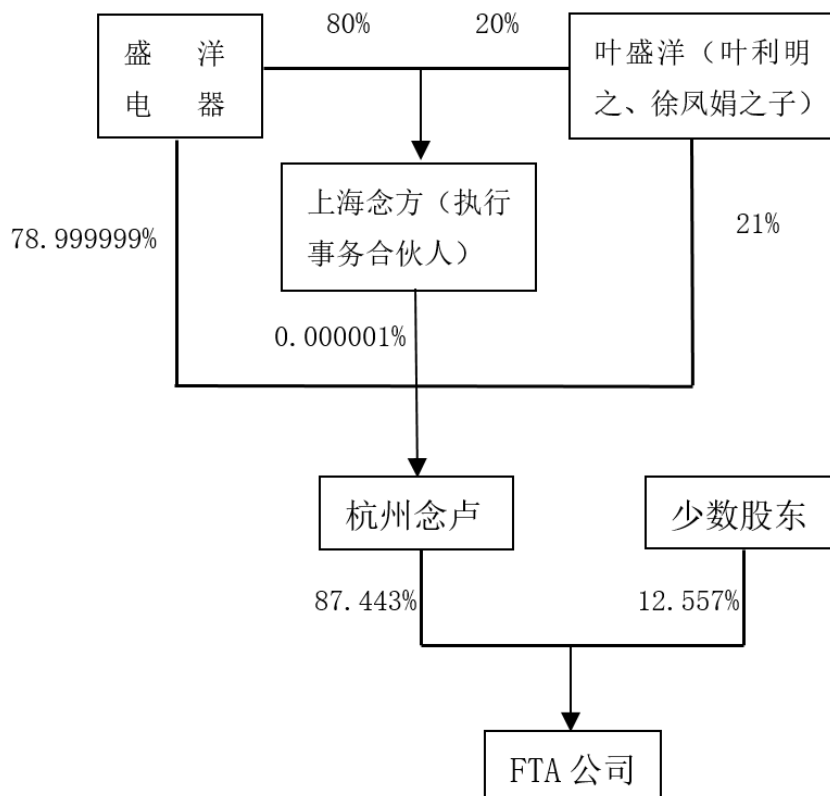 80%
20%
盛 洋
电 器
叶盛洋（叶利明
之、徐凤娟之子）
上海念方（执行
事务合伙人）
78.999999%
21%
0.000001%
杭州念卢
少数股东
87.443%
12.557%
FTA 公司